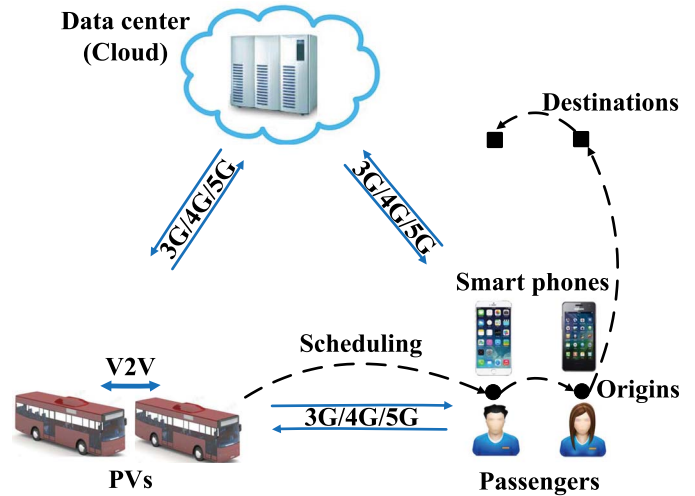 Data center
(Cloud)
Destinations
3G/4G/5G
3G/4G/5G
Smart phones
Scheduling
V2V
Origins
3G/4G/5G
PVs
Passengers